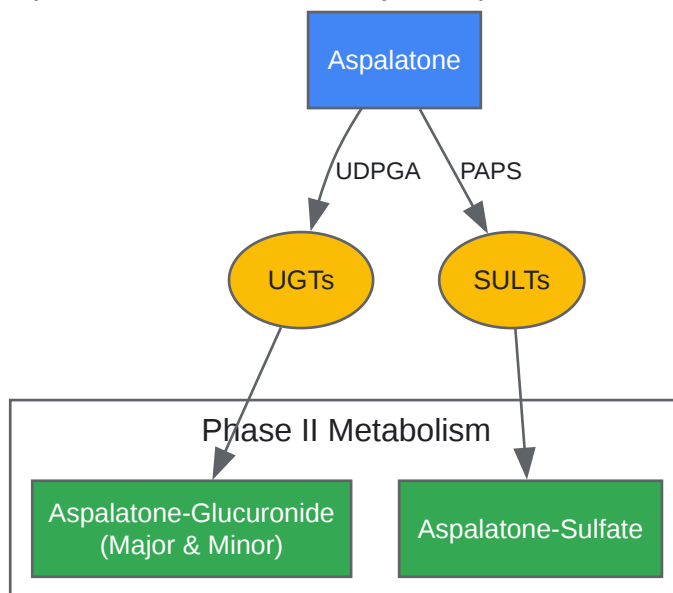 Aspalatone
UDPGA
PAPS
UGTs
SULTs
Phase II Metabolism
Aspalatone-Glucuronide
(Major & Minor)
Aspalatone-Sulfate